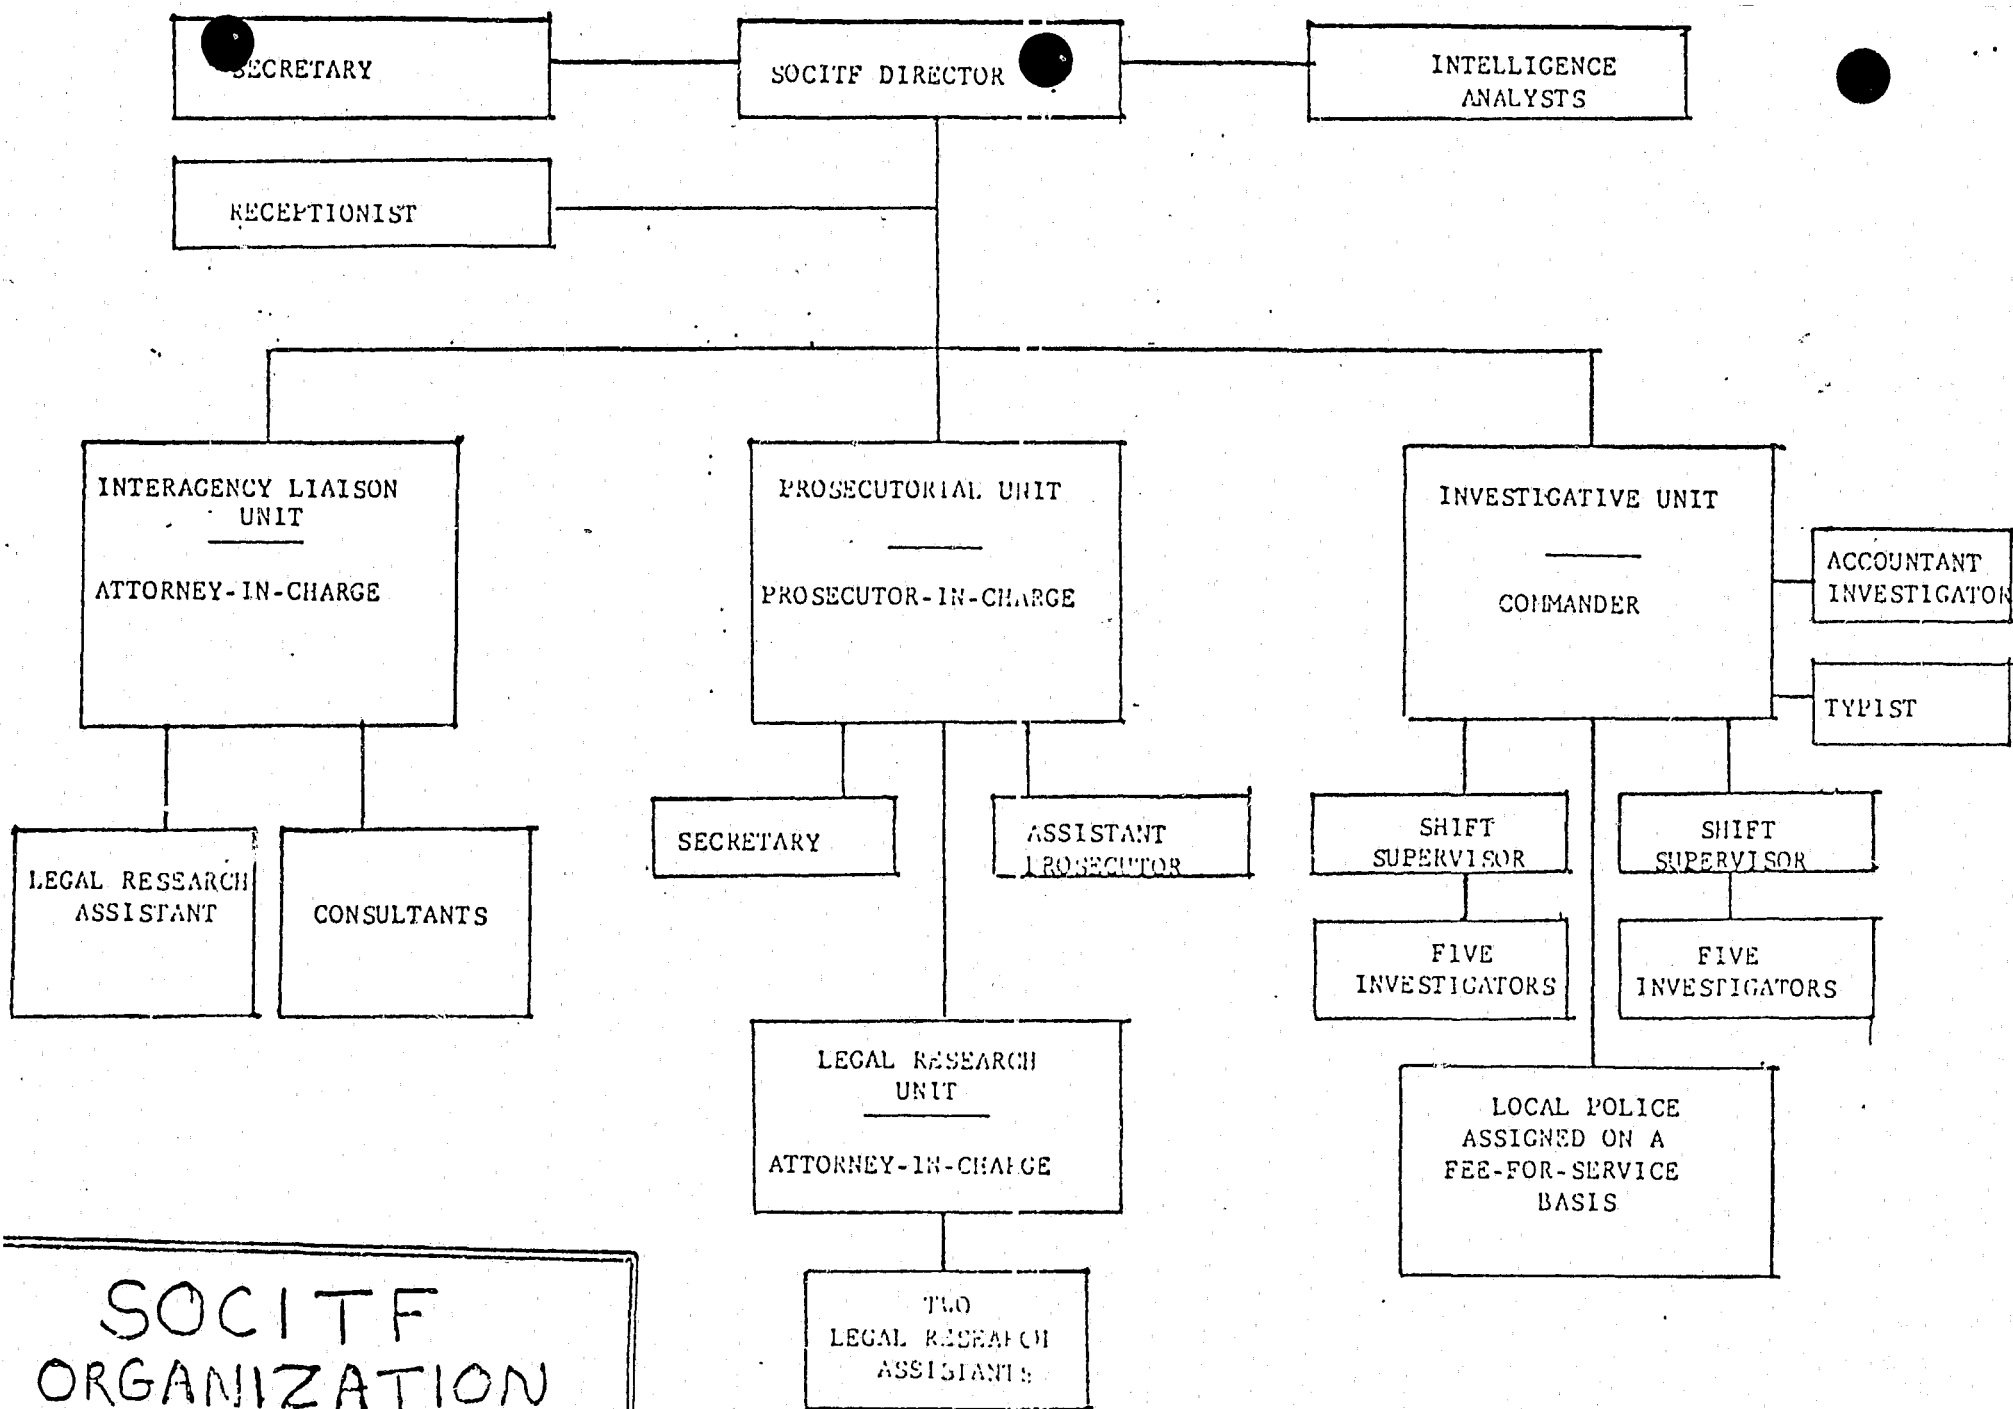 SECRETARY
SOCITF DIRECTOR
INTELLIGENCE
ANALYSTS
RECEPTIONIST
INTERAGENCY LIAISON
UNIT
ATTORNEY-IN-CHARGE
PROSECUTORIAL UNIT
PROSECUTOR-IN-CHARGE
INVESTIGATIVE UNIT
COMMANDER
ACCOUNTANT
INVESTIGATOR
TYPIST
LEGAL RESEARCH
ASSISTANT
CONSULTANTS
SECRETARY
ASSISTANT
PROSECUTOR
SHIFT
SUPERVISOR
SHIFT
SUPERVISOR
FIVE
INVESTIGATORS
FIVE
INVESTIGATORS
LEGAL RESEARCH
UNIT
ATTORNEY-IN-CHARGE
LOCAL POLICE
ASSIGNED ON A
FEE-FOR-SERVICE
BASIS
TWO
LEGAL RESEARCH
ASSISTANTS
SOCITF
ORGANIZATION